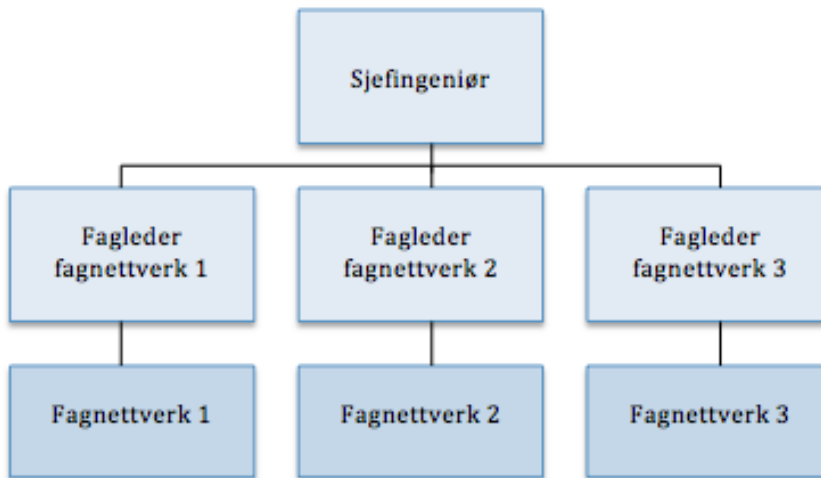 Sjefingeniør
Fagleder
fagnettverk 1
Fagleder
fagnettverk 2
Fagleder
fagnettverk 3
Fagnettverk 1
Fagnettverk 2
Fagnettverk 3